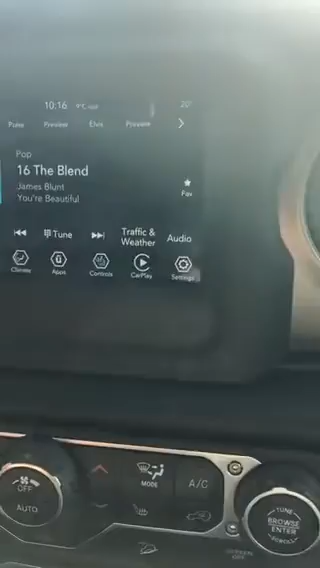 10:16
20°
Pulse Preview Elvis Preview
Pop
16 The Blend
James Blunt
You're Beautiful
Fav
Tune Traffic & Weather Audio
Climate Apps Controls CarPlay Settings
OFF
AUTO
MODE
A/C
TUNE
BROWSE
ENTER